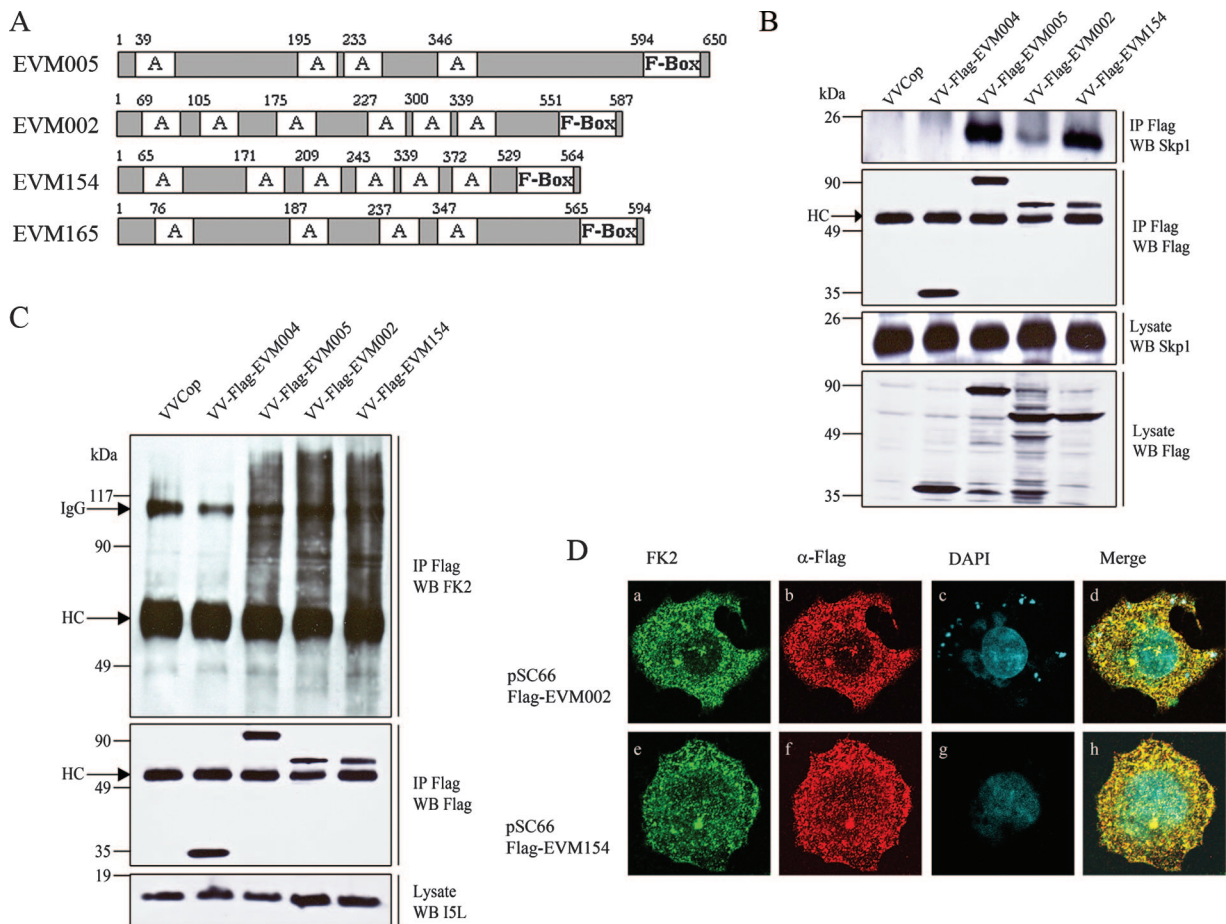 A
1 39 195 233 346 594 650
EVM005 A A A A F-Box
1 69 105 175 227 300 339 551 587
EVM002 A A A A A A F-Box
1 65 171 209 243 339 372 529 564
EVM154 A A A A A A F-Box
1 76 187 237 347 565 594
EVM165 A A A A F-Box
B
VVCop VV-Flag-EVM004 VV-Flag-EVM005 VV-Flag-EVM002 VV-Flag-EVM154
kDa
26
IP Flag
WB Skp1
90
HC
49
35
IP Flag
WB Flag
26
Lysate
WB Skp1
90
49
35
Lysate
WB Flag
C
VVCop VV-Flag-EVM004 VV-Flag-EVM005 VV-Flag-EVM002 VV-Flag-EVM154
kDa
117
IgG
90
HC
49
IP Flag
WB FK2
90
HC
49
35
IP Flag
WB Flag
19
Lysate
WB I5L
D
FK2 α-Flag DAPI Merge
a b c d
pSC66
Flag-EVM002
e f g h
pSC66
Flag-EVM154